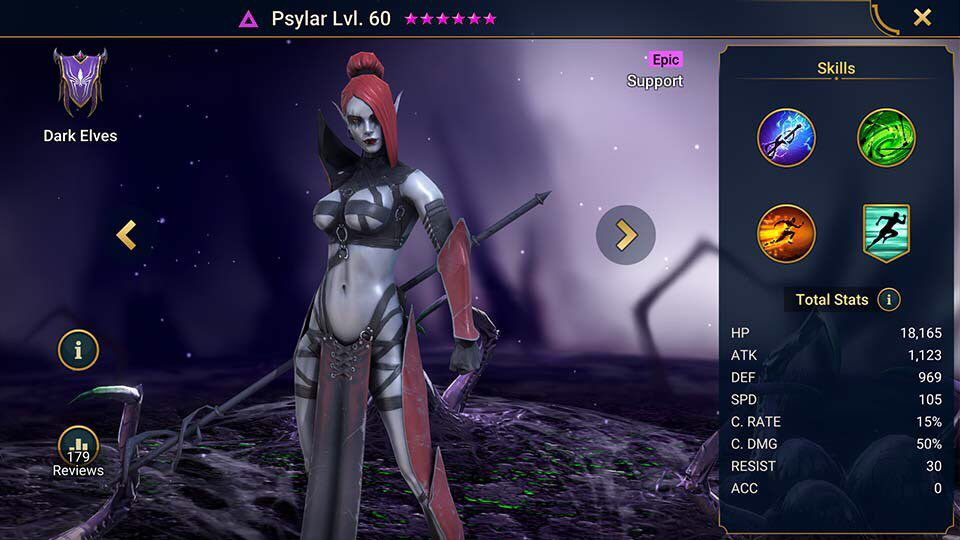 Psylar Lvl. 60
Dark Elves
Epic
Support
179
Reviews
Skills
Total Stats
HP 18,165
ATK 1,123
DEF 969
SPD 105
C. RATE 15%
C. DMG 50%
RESIST 30
ACC 0